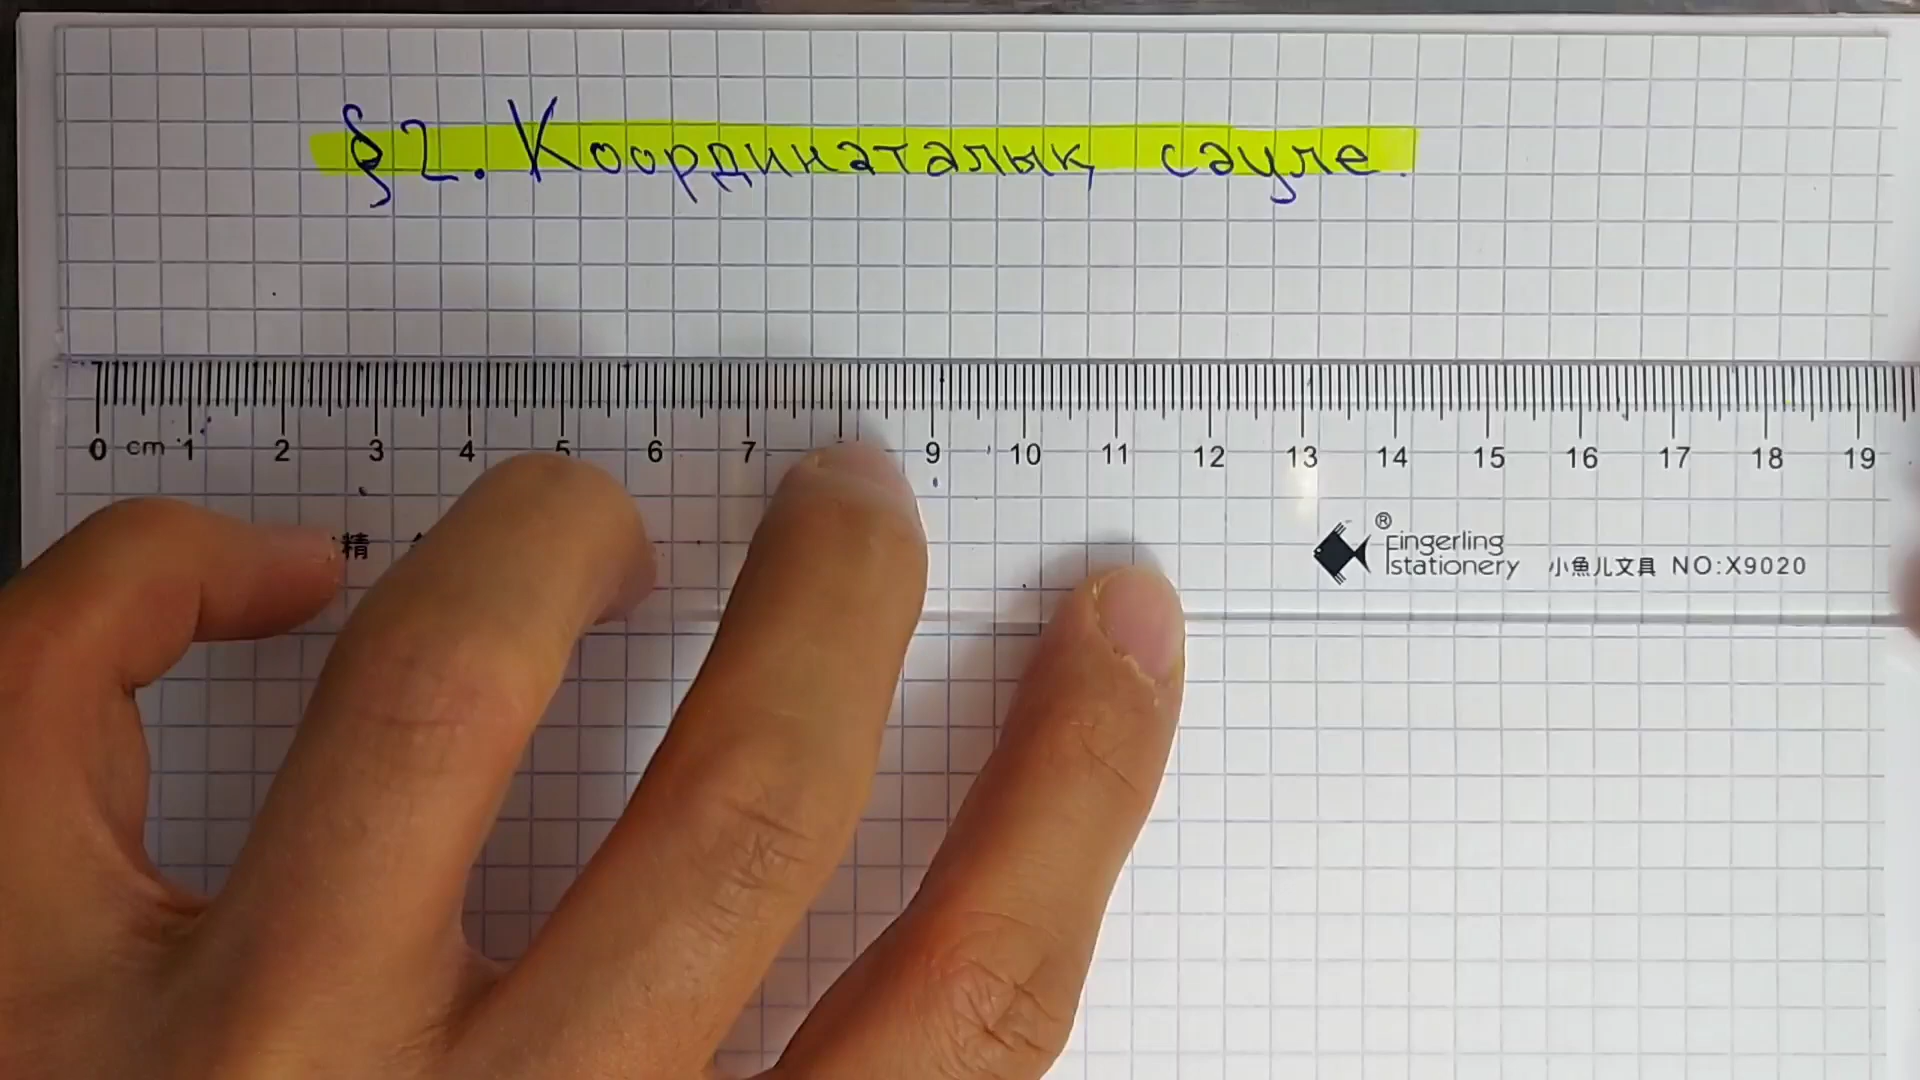 §2. Координаталық сәуле.
0 cm 1 2 3 4 5 6 7 9 10 11 12 13 14 15 16 17 18 19
精
®
Fingerling
Stationery 小魚儿文具 NO:X9020